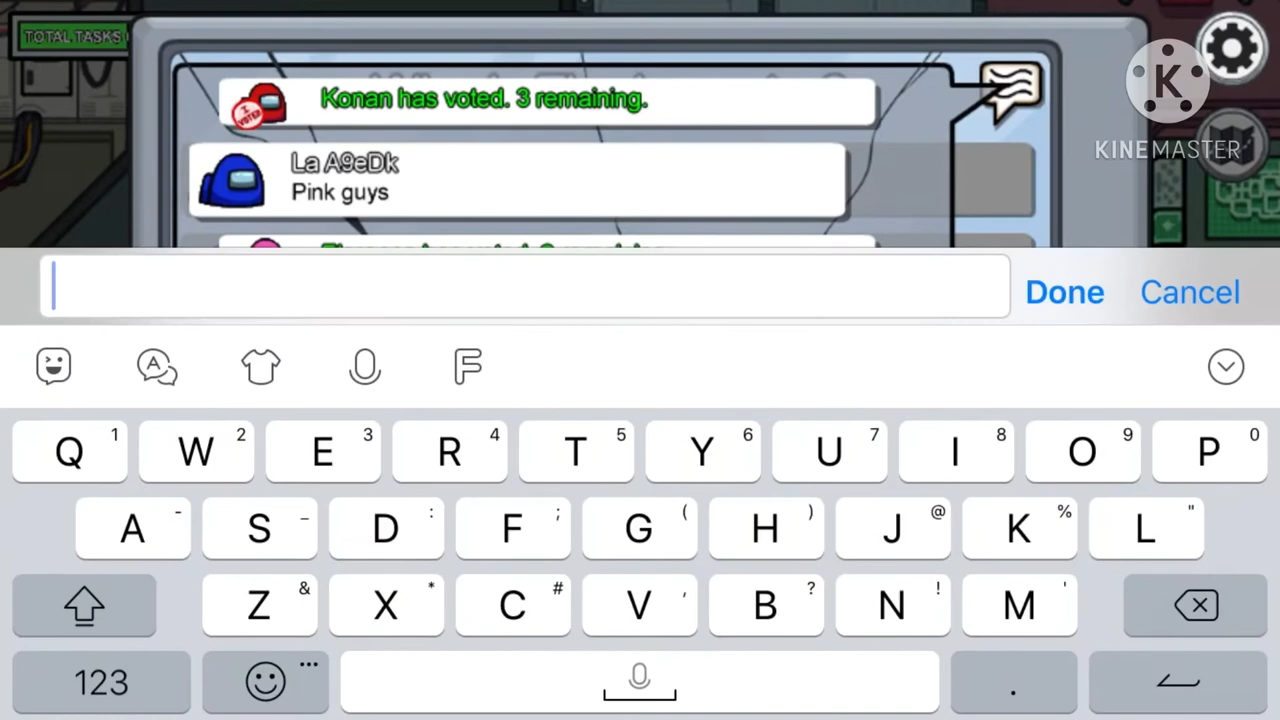 TOTAL TASKS
I VOTED
Konan has voted. 3 remaining.
La A9eDk
Pink guys
K
KINEMASTER
Done Cancel
A F
Q 1 W 2 E 3 R 4 T 5 Y 6 U 7 I 8 O 9 P 0
A - S _ D : F ; G ( H ) J @ K % L "
Z & X * C # V , B ? N ! M '
123 ... .